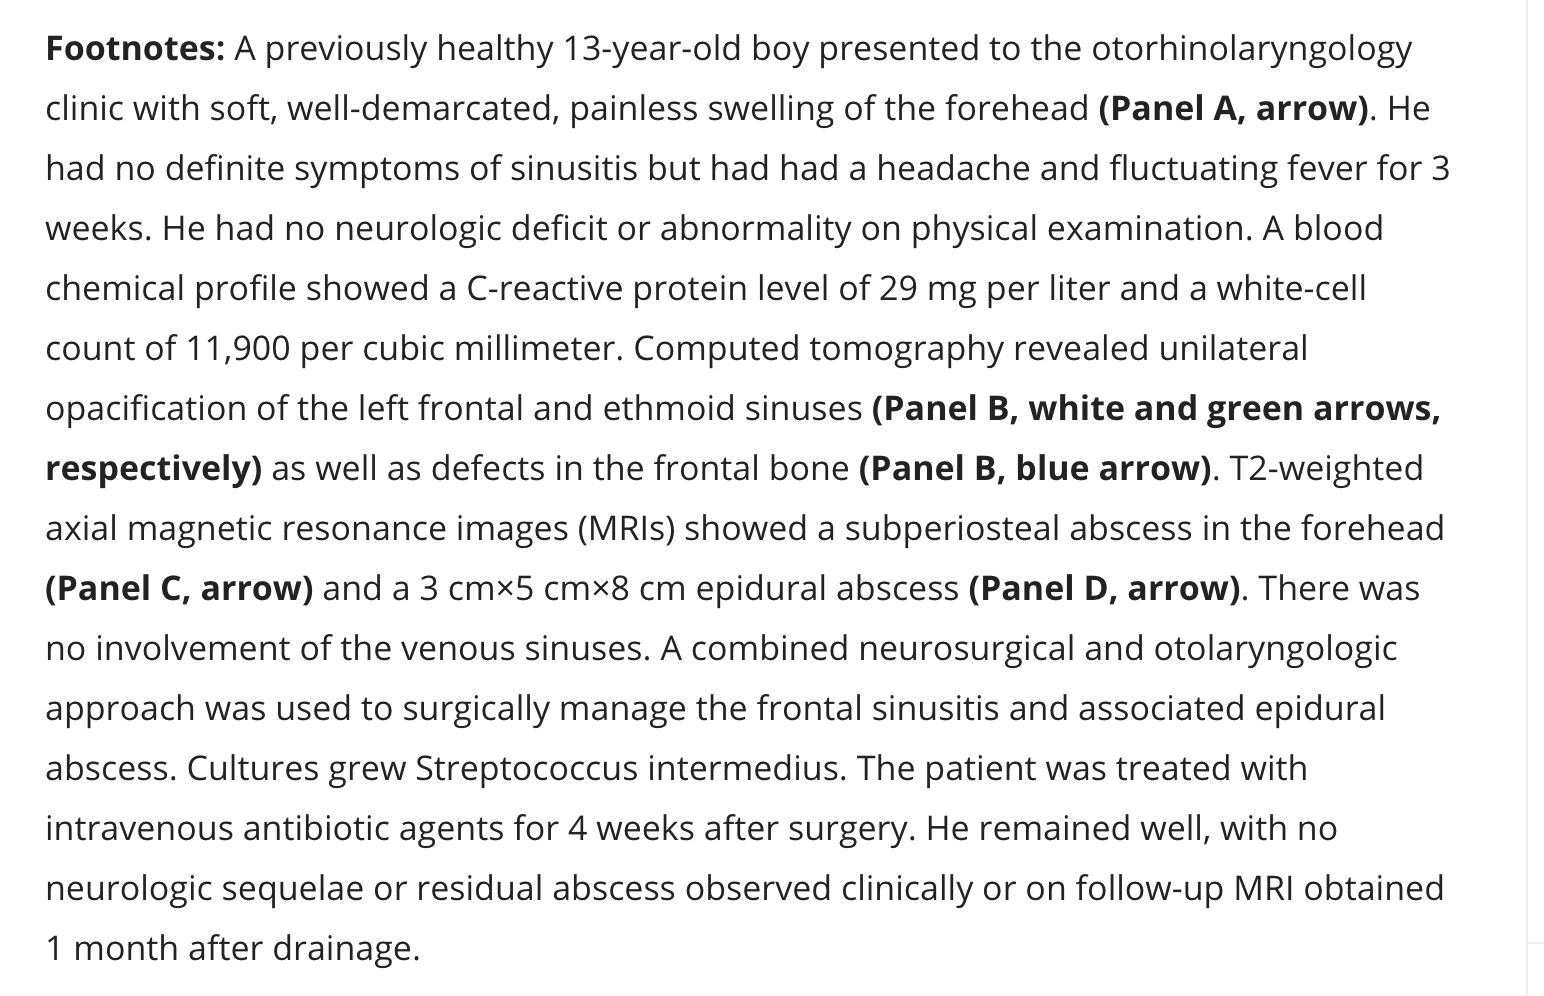 Footnotes: A previously healthy 13-year-old boy presented to the otorhinolaryngology
clinic with soft, well-demarcated, painless swelling of the forehead (Panel A, arrow). He
had no definite symptoms of sinusitis but had had a headache and fluctuating fever for 3
weeks. He had no neurologic deficit or abnormality on physical examination. A blood
chemical profile showed a C-reactive protein level of 29 mg per liter and a white-cell
count of 11,900 per cubic millimeter. Computed tomography revealed unilateral
opacification of the left frontal and ethmoid sinuses (Panel B, white and green arrows,
respectively) as well as defects in the frontal bone (Panel B, blue arrow). T2-weighted
axial magnetic resonance images (MRIs) showed a subperiosteal abscess in the forehead
(Panel C, arrow) and a 3 cm×5 cm×8 cm epidural abscess (Panel D, arrow). There was
no involvement of the venous sinuses. A combined neurosurgical and otolaryngologic
approach was used to surgically manage the frontal sinusitis and associated epidural
abscess. Cultures grew Streptococcus intermedius. The patient was treated with
intravenous antibiotic agents for 4 weeks after surgery. He remained well, with no
neurologic sequelae or residual abscess observed clinically or on follow-up MRI obtained
1 month after drainage.